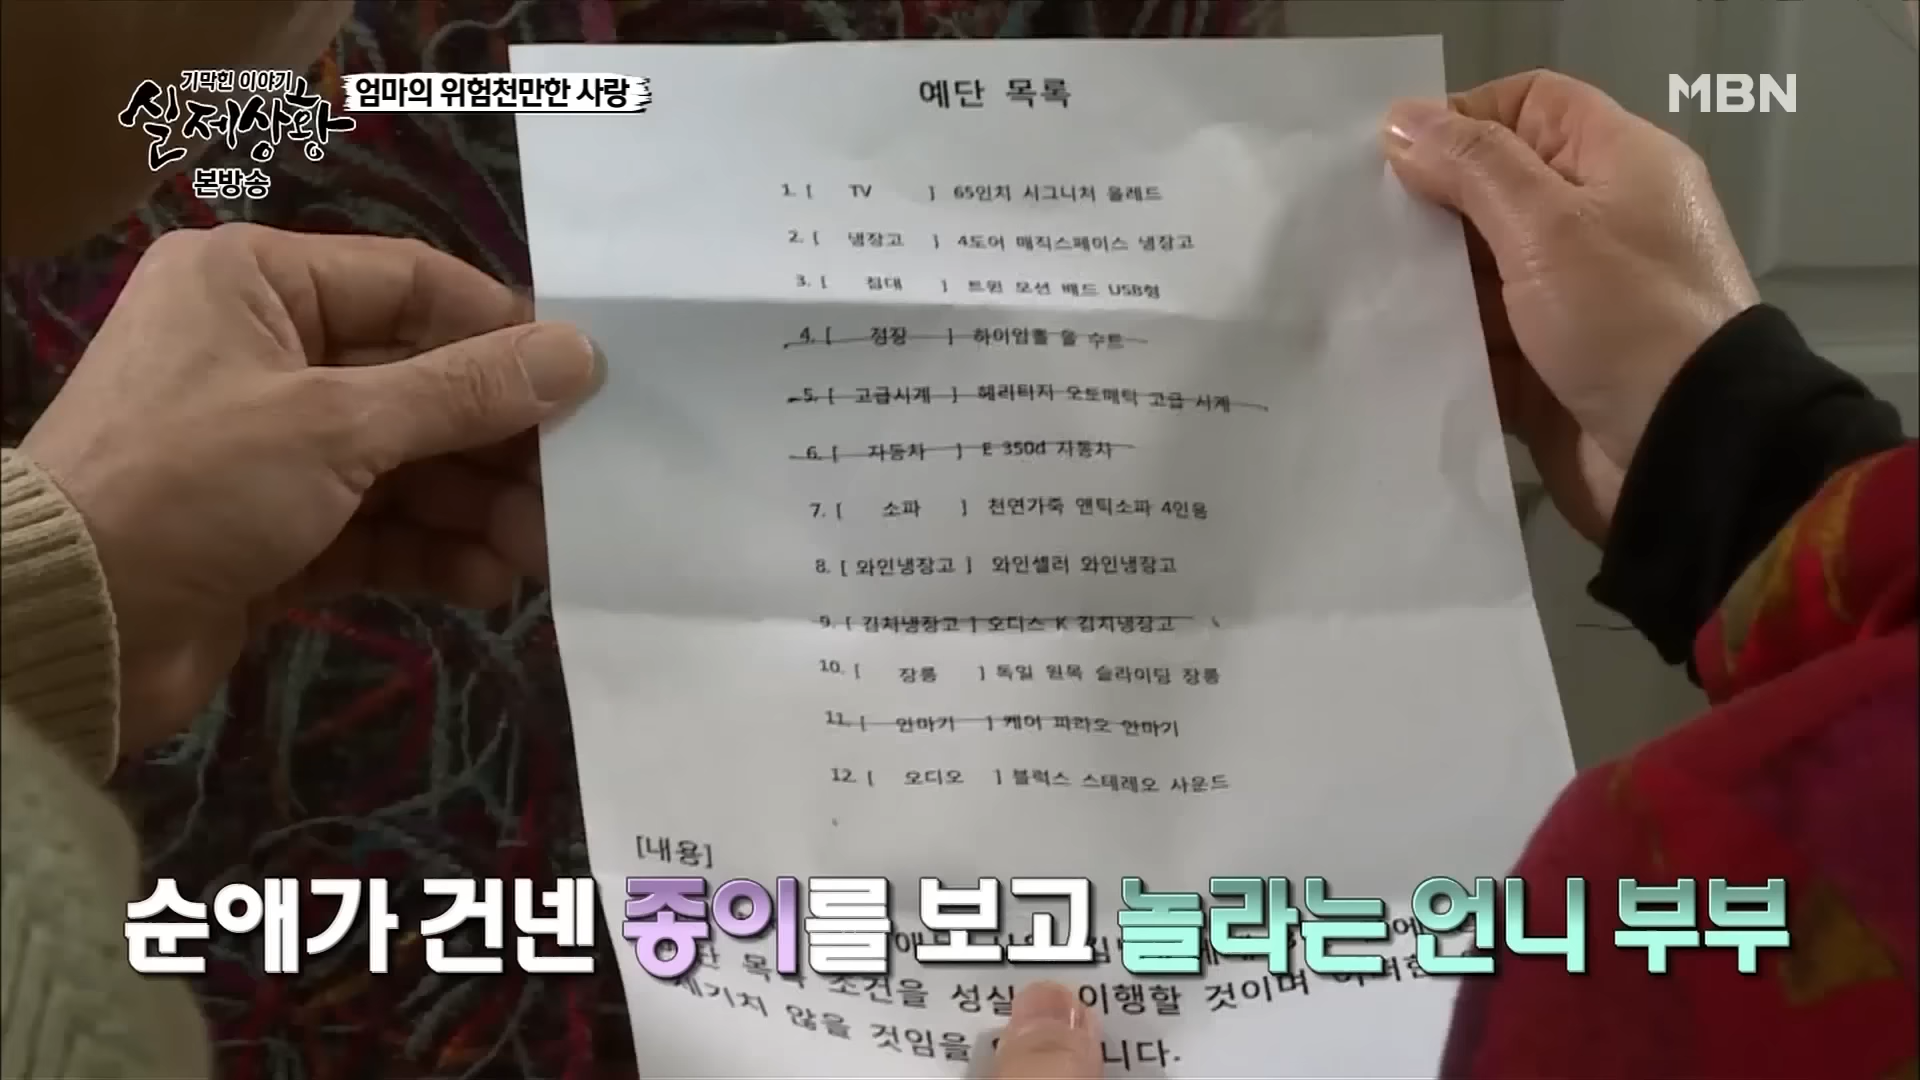 기막힌 이야기
실제상황
본방송
엄마의 위험천만한 사랑
MBN
예단 목록
1. [ TV ] 65인치 시그니처 올레드
2. [ 냉장고 ] 4도어 매직스페이스 냉장고
3. [ 침대 ] 트윈 모션 배드 USB형
4. [ 정장 ] 하이엄홀 울 수트
5. [ 고급시계 ] 헤리티지 오토매틱 고급 시계
6. [ 자동차 ] E 350d 자동차
7. [ 소파 ] 천연가죽 앤틱소파 4인용
8. [ 와인냉장고 ] 와인셀러 와인냉장고
9. [ 김치냉장고 ] 오디스 K 김치냉장고
10. [ 장롱 ] 독일 원목 슬라이딩 장롱
11. [ 안마기 ] 케어 파라오 안마기
12. [ 오디오 ] 블럭스 스테레오 사운드
[내용]
순애가 건넨 종이를 보고 놀라는 언니 부부
목록 조건을 성실 이행할 것이며
않을 것임을 니다.